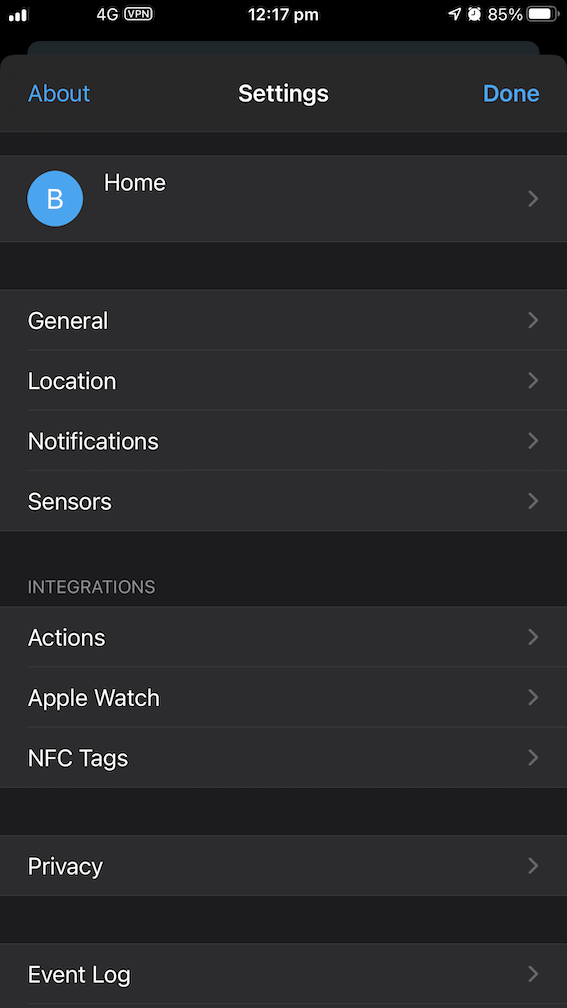 4G VPN 12:17 pm 85%
About Settings Done
B Home
General
Location
Notifications
Sensors
INTEGRATIONS
Actions
Apple Watch
NFC Tags
Privacy
Event Log